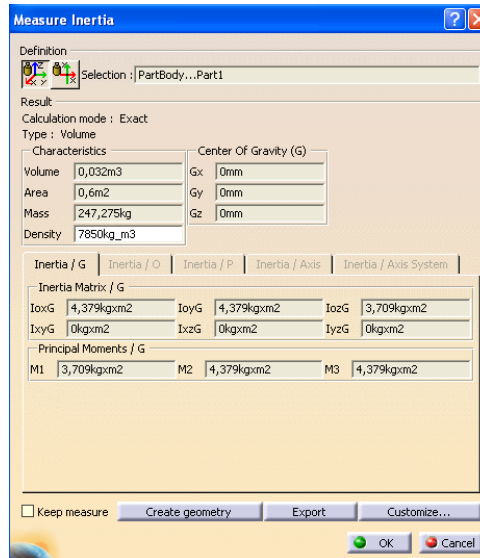 Measure Inertia
Definition
Selection : PartBody...Part1
Result
Calculation mode : Exact
Type : Volume
Characteristics Center Of Gravity (G)
Volume 0,032m3 Gx 0mm
Area 0,6m2 Gy 0mm
Mass 247,275kg Gz 0mm
Density 7850kg_m3
Inertia / G Inertia / O Inertia / P Inertia / Axis Inertia / Axis System
Inertia Matrix / G
IoxG 4,379kgxm2 IoyG 4,379kgxm2 IozG 3,709kgxm2
IxyG 0kgxm2 IxzG 0kgxm2 IyzG 0kgxm2
Principal Moments / G
M1 3,709kgxm2 M2 4,379kgxm2 M3 4,379kgxm2
Keep measure Create geometry Export Customize...
OK Cancel